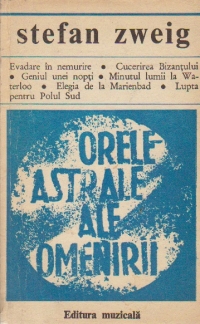 stefan zweig
Evadare în nemurire • Cucerirea Bizanțului
• Geniul unei nopți • Minutul lumii la Wa-
terloo • Elegia de la Marienbad • Lupta
pentru Polul Sud
ORELE
ASTRALE
ALE
OMENIRII
Editura muzicală